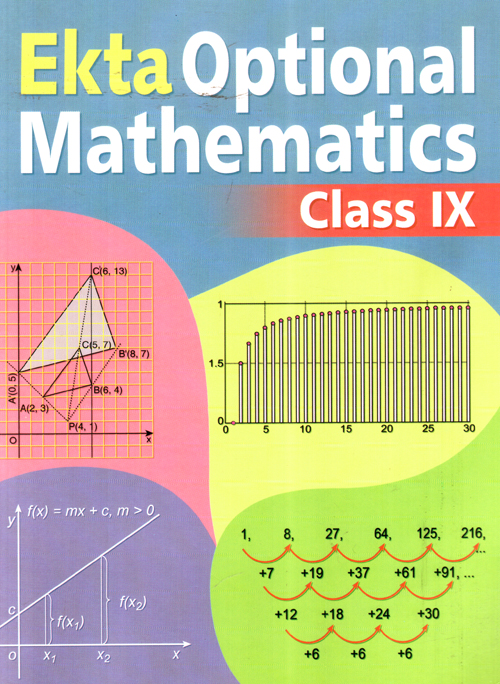 Ekta Optional
Mathematics
Class IX
y
C(6, 13)
C(5, 7)
B'(8, 7)
A'(0, 5)
B(6, 4)
A(2, 3)
P(4, 1)
O
x
1
1.5
0
0 5 10 15 20 25 30
f(x) = mx + c, m > 0
y
c
f(x₁)
f(x₂)
o x₁ x₂ x
1, 8, 27, 64, 125, 216, ...
+7 +19 +37 +61 +91, ...
+12 +18 +24 +30
+6 +6 +6